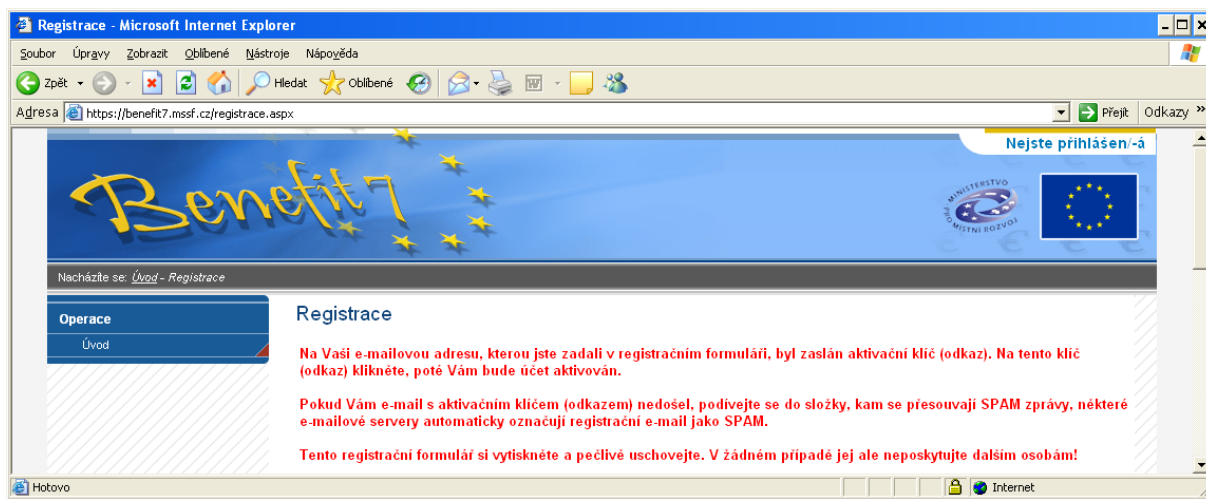 Registrace - Microsoft Internet Explorer
Soubor Úpravy Zobrazit Oblíbené Nástroje Nápověda
Zpět Hledat Oblíbené
Adresa https://benefit7.mssf.cz/registrace.aspx Přejít Odkazy »
Nejste přihlášen/-á
Benefit 7
MINISTERSTVO
PRO MÍSTNÍ ROZVOJ
Nacházíte se: Úvod - Registrace
Operace
Úvod
Registrace
Na Vaši e-mailovou adresu, kterou jste zadali v registračním formuláři, byl zaslán aktivační klíč (odkaz). Na tento klíč
(odkaz) klikněte, poté Vám bude účet aktivován.
Pokud Vám e-mail s aktivačním klíčem (odkazem) nedošel, podívejte se do složky, kam se přesouvají SPAM zprávy, některé
e-mailové servery automaticky označují registrační e-mail jako SPAM.
Tento registrační formulář si vytiskněte a pečlivě uschovejte. V žádném případě jej ale neposkytujte dalším osobám!
Hotovo Internet